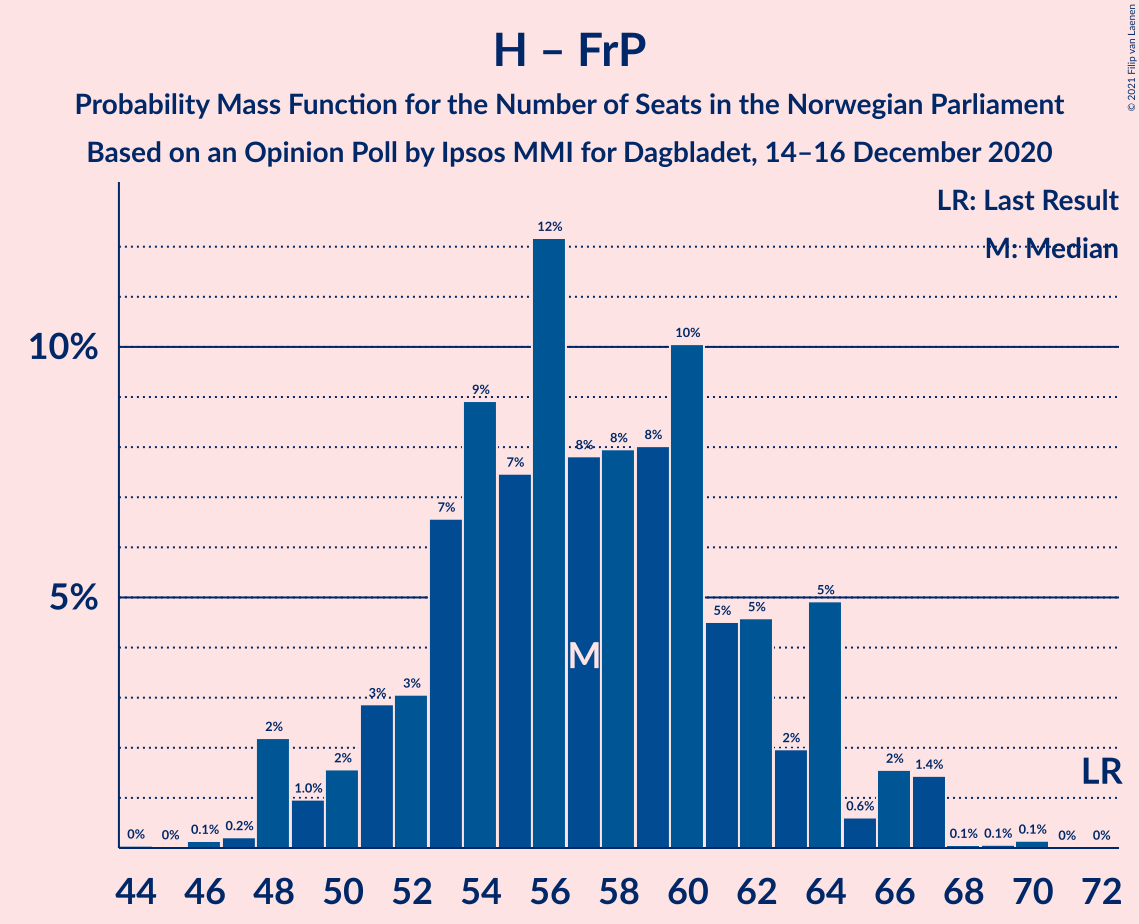 © 2021 Filip van Laenen
H – FrP
Probability Mass Function for the Number of Seats in the Norwegian Parliament
Based on an Opinion Poll by Ipsos MMI for Dagbladet, 14–16 December 2020
LR: Last Result
M: Median
10%
5%
0% 0% 0.1% 0.2% 2% 1.0% 2% 3% 3% 7% 9% 7% 12% 8% 8% 8% 10% 5% 5% 2% 5% 0.6% 2% 1.4% 0.1% 0.1% 0.1% 0% 0%
M
LR
44 46 48 50 52 54 56 58 60 62 64 66 68 70 72